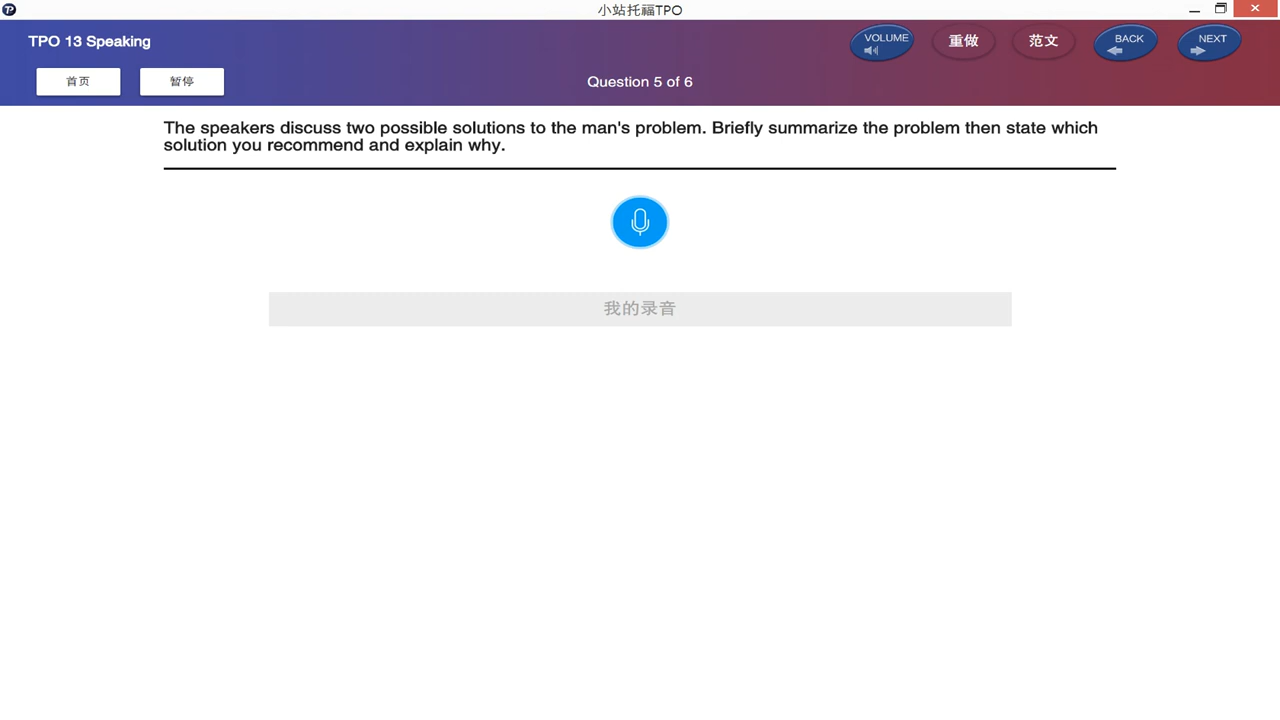 小站托福TPO
TPO 13 Speaking
VOLUME
重做
范文
BACK
NEXT
首页
暂停
Question 5 of 6
The speakers discuss two possible solutions to the man's problem. Briefly summarize the problem then state which
solution you recommend and explain why.
我的录音